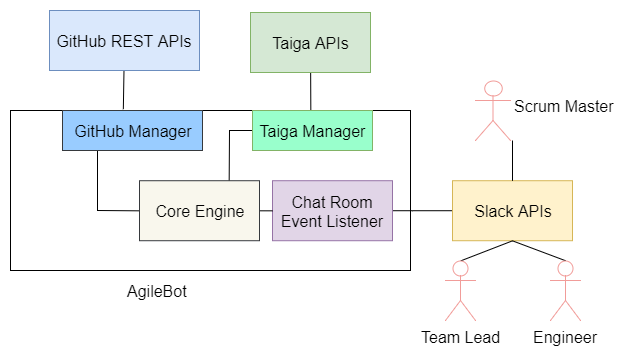 GitHub REST APIs
Taiga APIs
GitHub Manager
Taiga Manager
Scrum Master
Core Engine
Chat Room
Event Listener
Slack APIs
AgileBot
Team Lead
Engineer